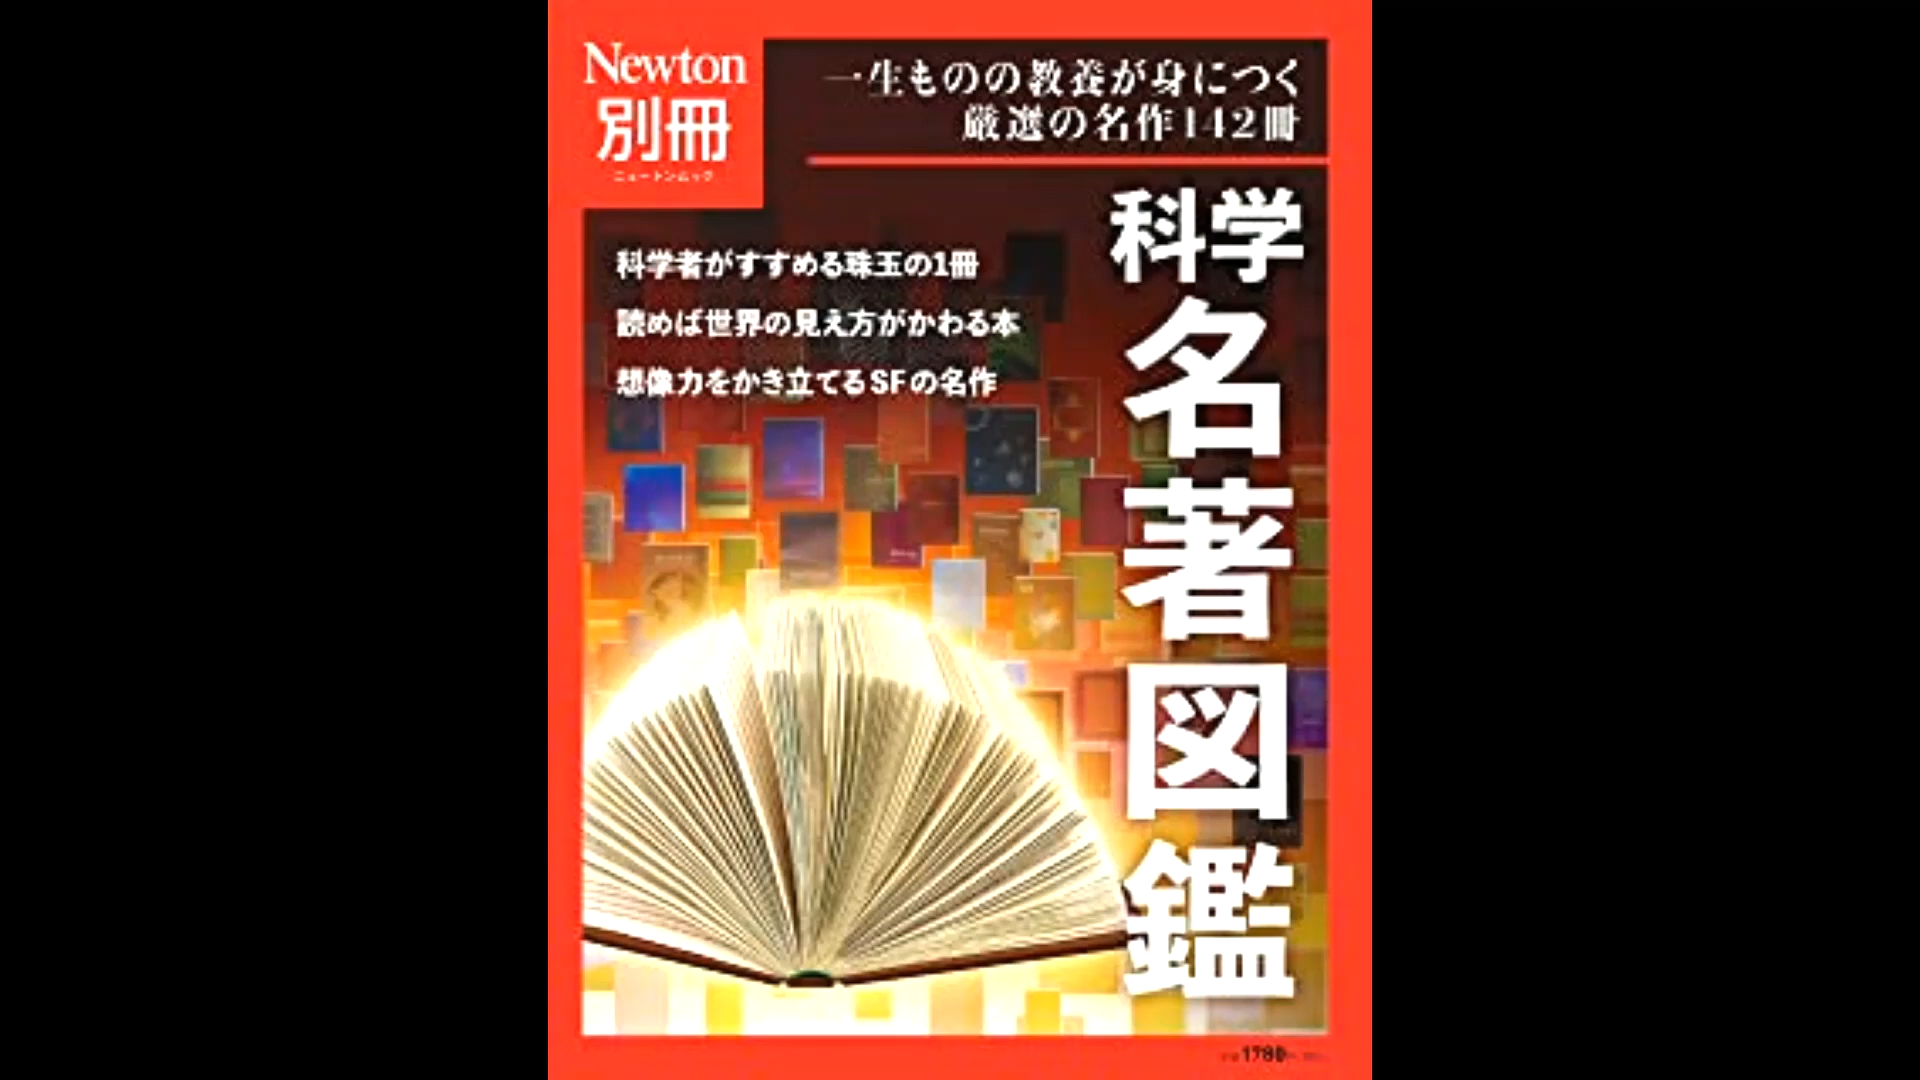 Newton
別冊
ニュートンムック
一生ものの教養が身につく
厳選の名作142冊
科学名著図鑑
科学者がすすめる珠玉の1冊
読めば世界の見え方がかわる本
想像力をかき立てるSFの名作
1780